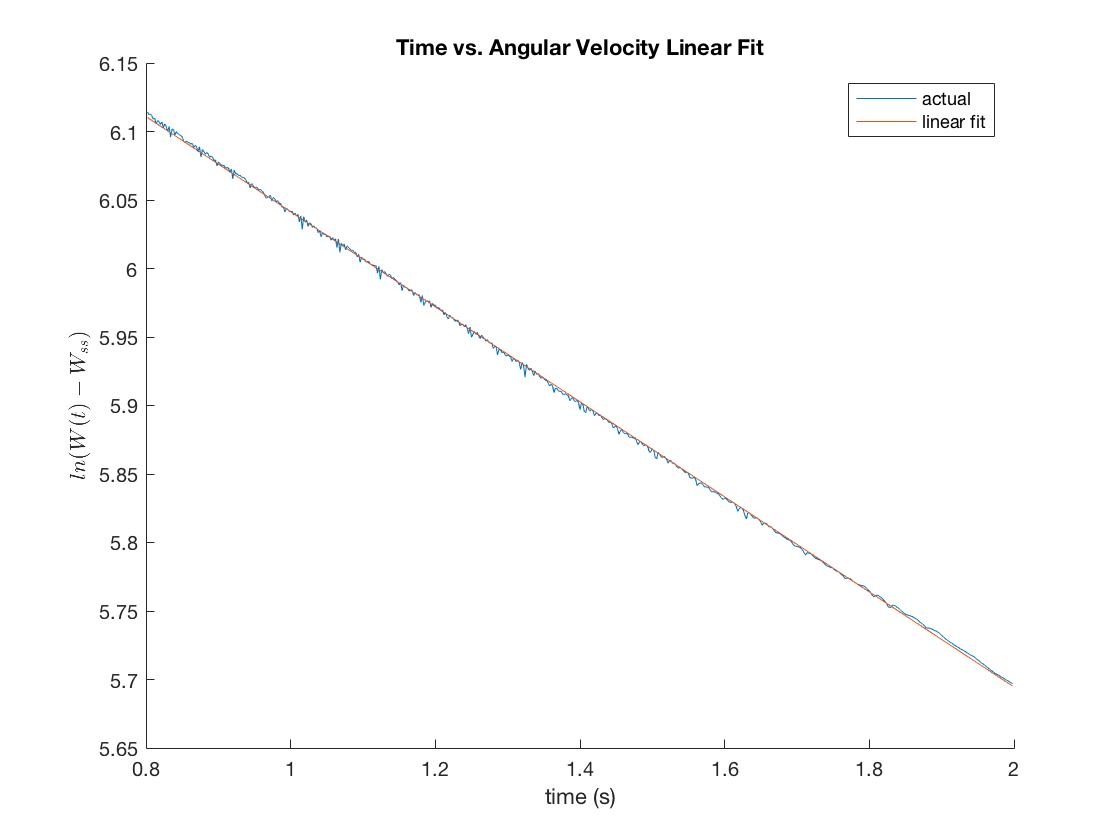 Time vs. Angular Velocity Linear Fit
6.15
6.1
6.05
6
5.95
5.9
5.85
5.8
5.75
5.7
5.65
ln(W(t) − W_{ss})
actual
linear fit
0.8 1 1.2 1.4 1.6 1.8 2
time (s)